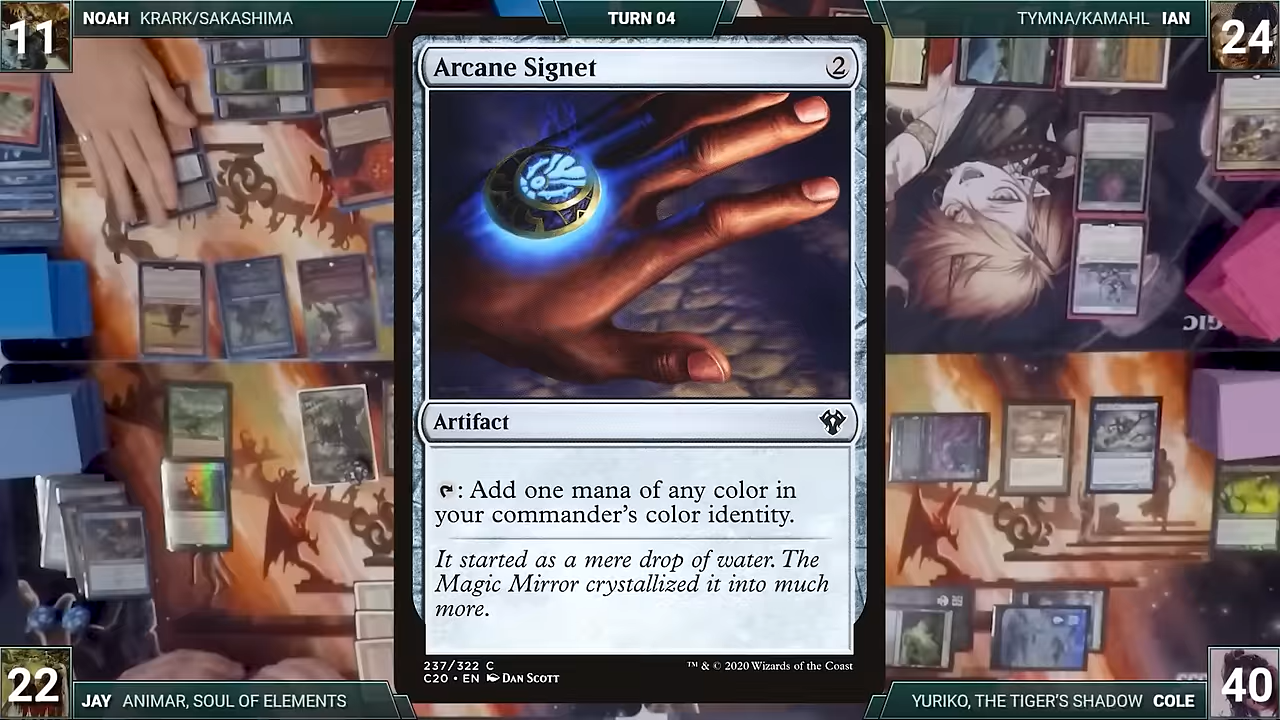 11
NOAH KRARK/SAKASHIMA
TURN 04
TYMNA/KAMAHL IAN
24
Arcane Signet 2
Artifact
: Add one mana of any color in
your commander's color identity.
It started as a mere drop of water. The
Magic Mirror crystallized it into much
more.
237/322 C
C20 • EN DAN SCOTT
™ & © 2020 Wizards of the Coast
22
JAY ANIMAR, SOUL OF ELEMENTS
YURIKO, THE TIGER'S SHADOW COLE
40